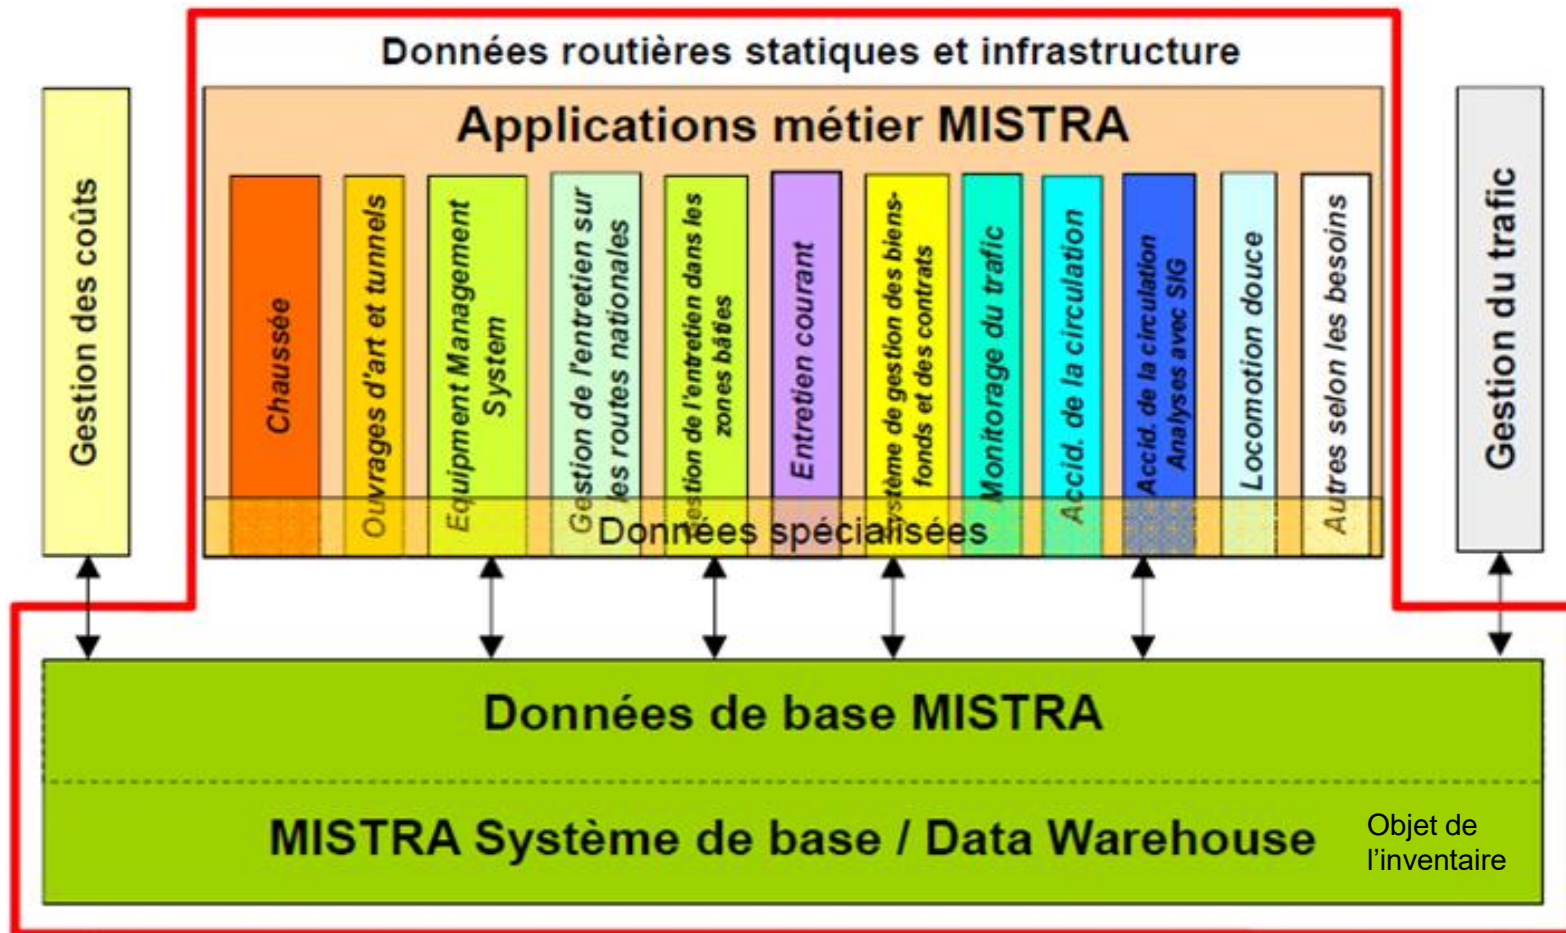 Données routières statiques et infrastructure
Applications métier MISTRA
Gestion des coûts
Chaussée
Ouvrages d'art et tunnels
Equipment Management
System
Gestion de l'entretien sur
les routes nationales
Gestion de l'entretien dans les
zones bâties
Entretien courant
Système de gestion des biens-
fonds et des contrats
Monitorage du trafic
Accid. de la circulation
Accid. de la circulation
Analyses avec SIG
Locomotion douce
Autres selon les besoins
Gestion du trafic
Données spécialisées
Données de base MISTRA
MISTRA Système de base / Data Warehouse
Objet de
l'inventaire